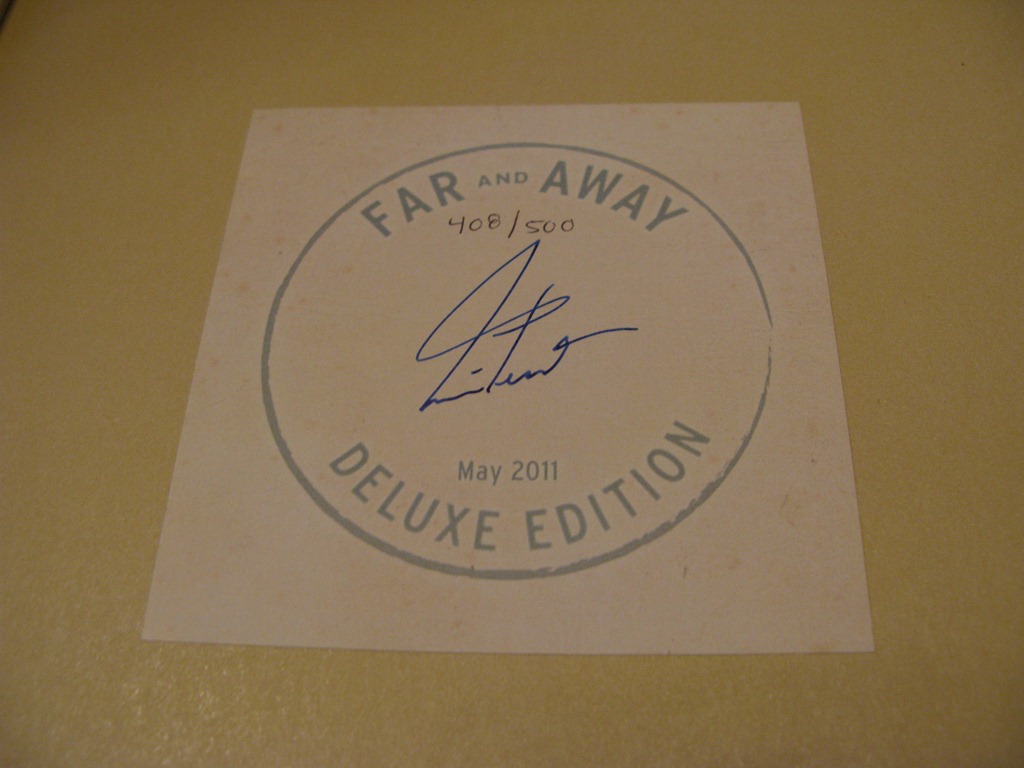 FAR AND AWAY
408/500
May 2011
DELUXE EDITION